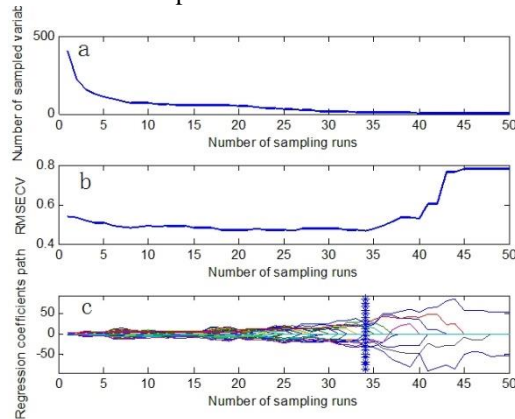 Number of sampled variab
500
0
a
0 5 10 15 20 25 30 35 40 45 50
Number of sampling runs
RMSECV
0.8
0.6
0.4
b
0 5 10 15 20 25 30 35 40 45 50
Number of sampling runs
Regression coefficients path
50
0
-50
c
0 5 10 15 20 25 30 35 40 45 50
Number of sampling runs